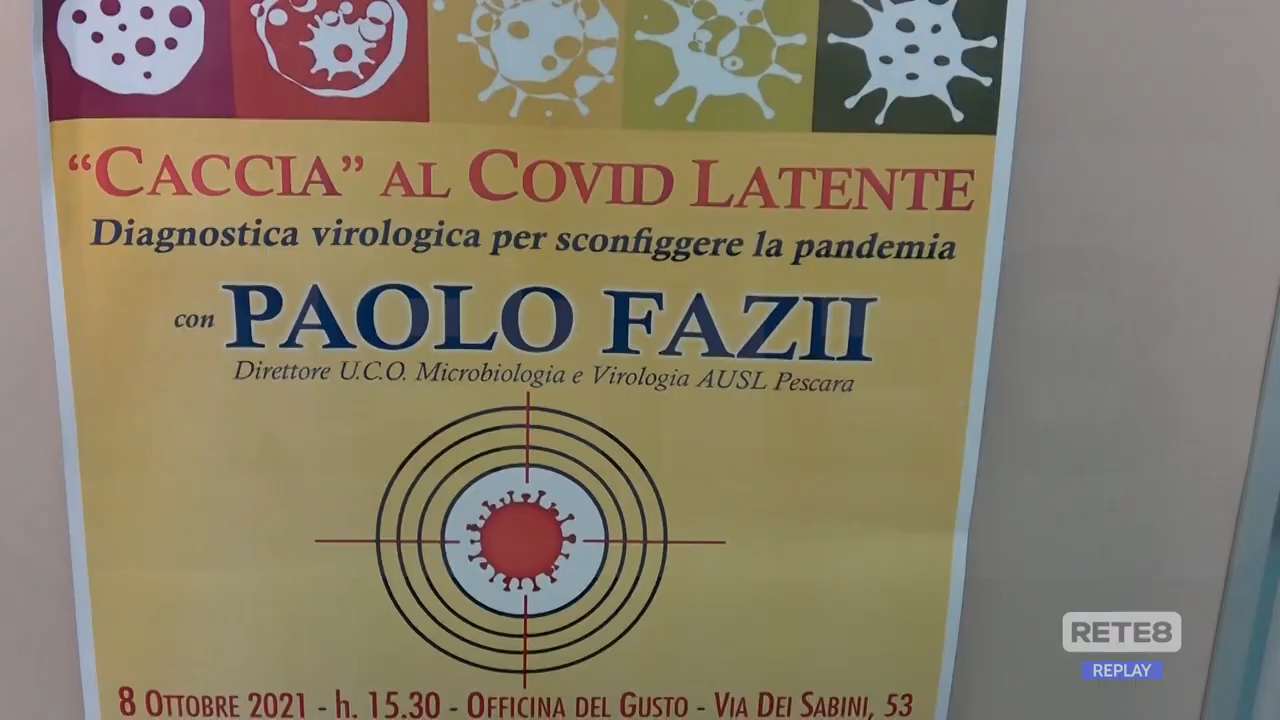 “CACCIA” AL COVID LATENTE
Diagnostica virologica per sconfiggere la pandemia
con PAOLO FAZII
Direttore U.C.O. Microbiologia e Virologia AUSL Pescara
8 OTTOBRE 2021 - h. 15.30 - OFFICINA DEL GUSTO - VIA DEI SABINI, 53
RETE8
REPLAY